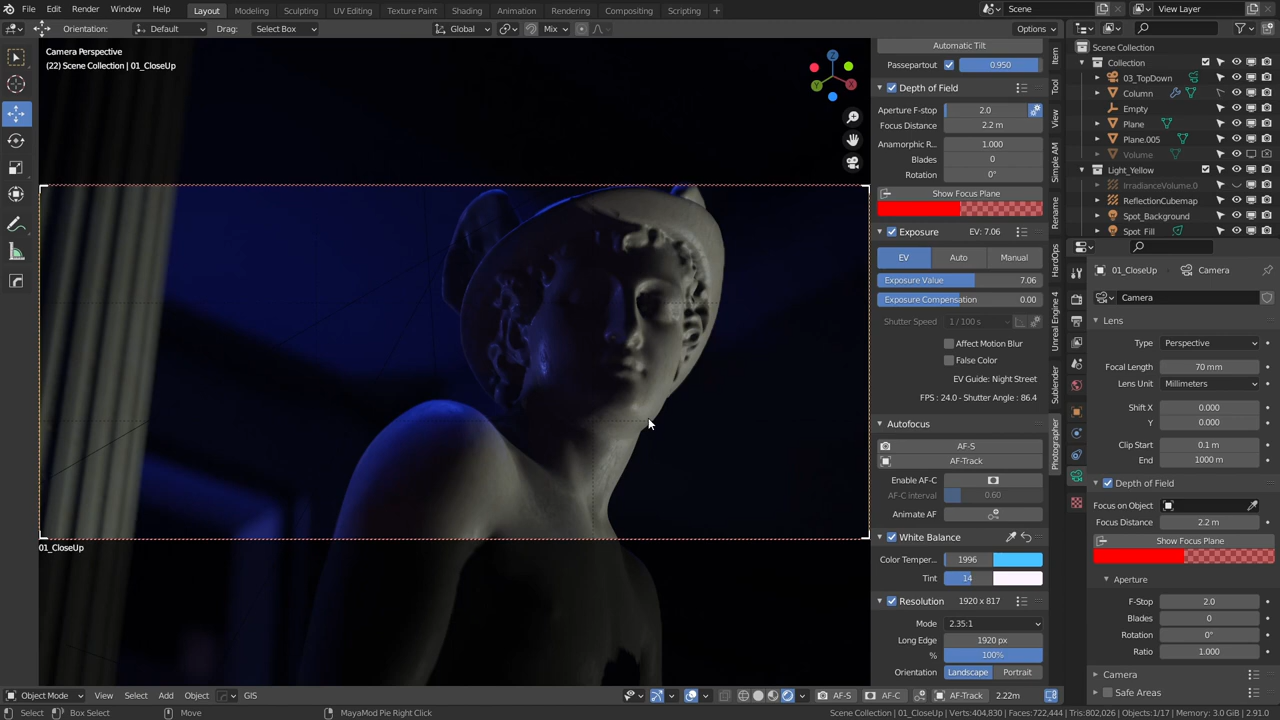 File Edit Render Window Help Layout Modeling Sculpting UV Editing Texture Paint Shading Animation Rendering Compositing Scripting + Scene View Layer
Orientation: Default Drag: Select Box Global Mix Options
Camera Perspective
(22) Scene Collection | 01_CloseUp
Z
X
Y
01_CloseUp
Automatic Tilt
Passepartout 0.950
Depth of Field
Aperture F-stop 2.0
Focus Distance 2.2 m
Anamorphic R... 1.000
Blades 0
Rotation 0°
Show Focus Plane
Exposure EV: 7.06
EV Auto Manual
Exposure Value 7.06
Exposure Compensation 0.00
Shutter Speed 1 / 100 s
Affect Motion Blur
False Color
EV Guide: Night Street
FPS : 24.0 - Shutter Angle : 86.4
Autofocus
AF-S
AF-Track
Enable AF-C
AF-C interval 0.60
Animate AF
White Balance
Color Temper... 1996
Tint 14
Resolution 1920 x 817
Mode 2.35:1
Long Edge 1920 px
% 100%
Orientation Landscape Portrait
Item
Tool
View
Simple AM
Rename
HardOps
Unreal Engine 4
Sublender
Photographer
Scene Collection
Collection
03_TopDown
Column
Empty
Plane
Plane.005
Volume
Light_Yellow
IrradianceVolume.0
ReflectionCubemap
Spot_Background
Spot_Fill
01_CloseUp Camera
Camera
Lens
Type Perspective
Focal Length 70 mm
Lens Unit Millimeters
Shift X 0.000
Y 0.000
Clip Start 0.1 m
End 1000 m
Depth of Field
Focus on Object
Focus Distance 2.2 m
Show Focus Plane
Aperture
F-Stop 2.0
Blades 0
Rotation 0°
Ratio 1.000
Camera
Safe Areas
Object Mode View Select Add Object GIS AF-S AF-C AF-Track 2.22m
Select Box Select Move MayaMod Pie Right Click Scene Collection | 01_CloseUp | Verts:404,830 | Faces:722,444 | Tris:802,026 | Objects:1/17 | Memory: 3.0 GiB | 2.91.0